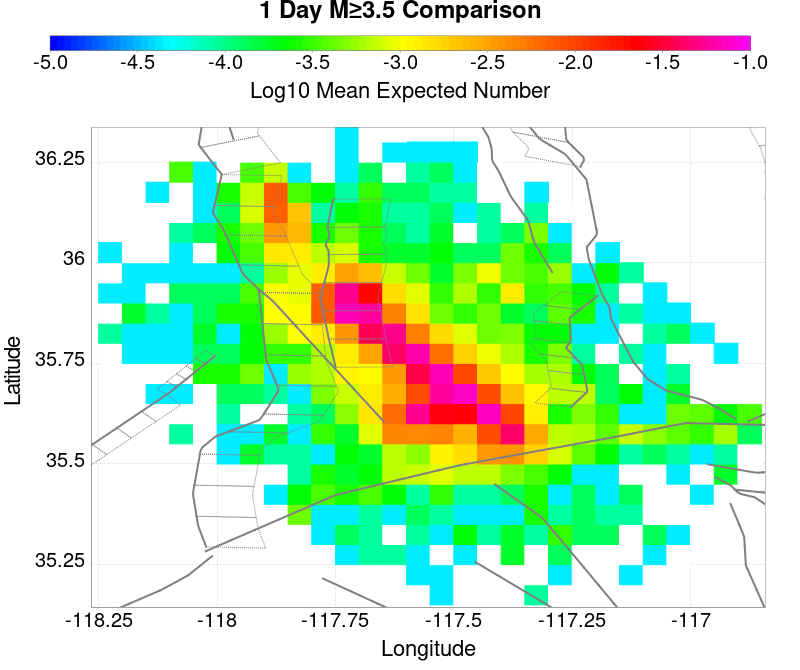 1 Day M≥3.5 Comparison
-5.0 -4.5 -4.0 -3.5 -3.0 -2.5 -2.0 -1.5 -1.0
Log10 Mean Expected Number
36.25
36
35.75
35.5
35.25
Latitude
-118.25 -118 -117.75 -117.5 -117.25 -117
Longitude